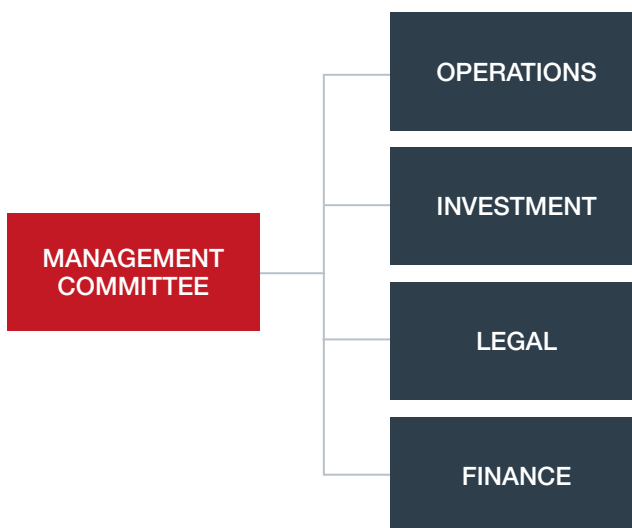 OPERATIONS
INVESTMENT
MANAGEMENT
COMMITTEE
LEGAL
FINANCE